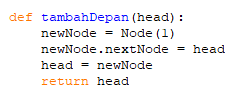 def tambahDepan(head):
    newNode = Node(1)
    newNode.nextNode = head
    head = newNode
    return head